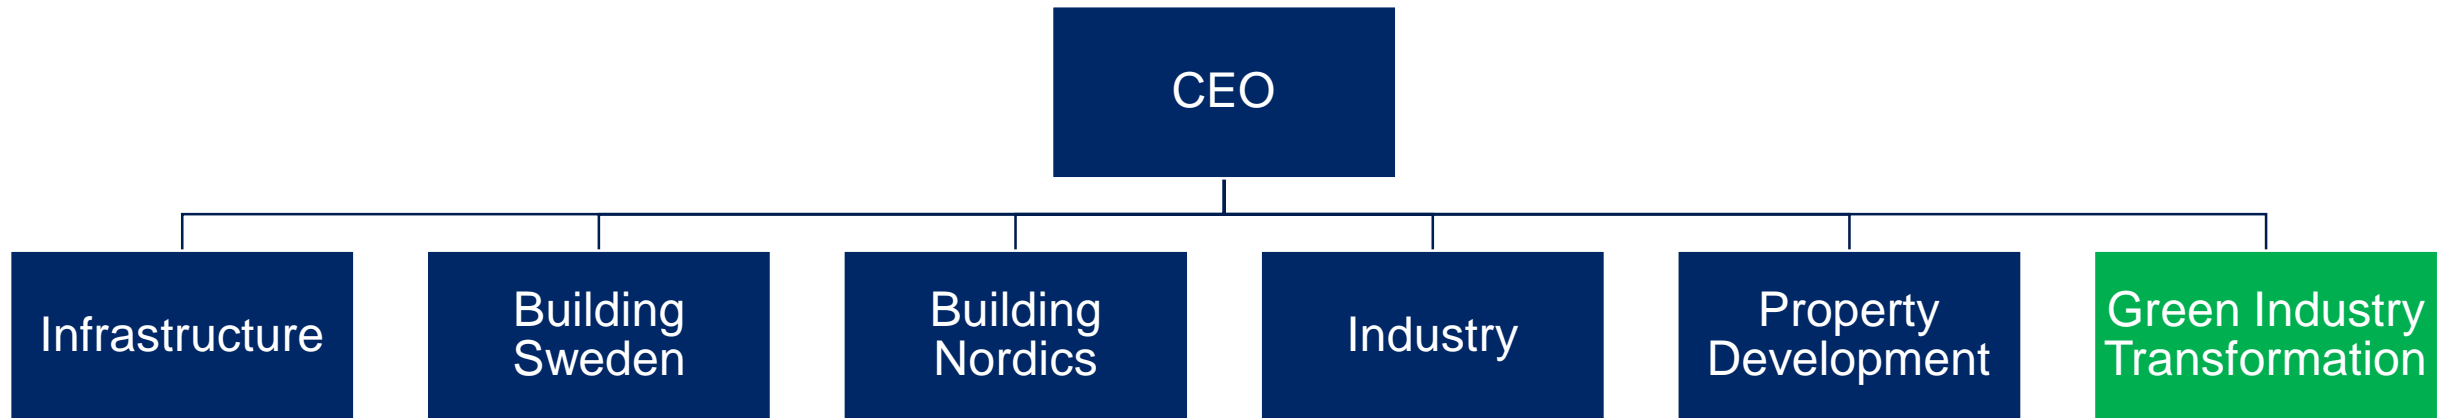 CEO
Infrastructure
Building
Sweden
Building
Nordics
Industry
Property
Development
Green Industry
Transformation